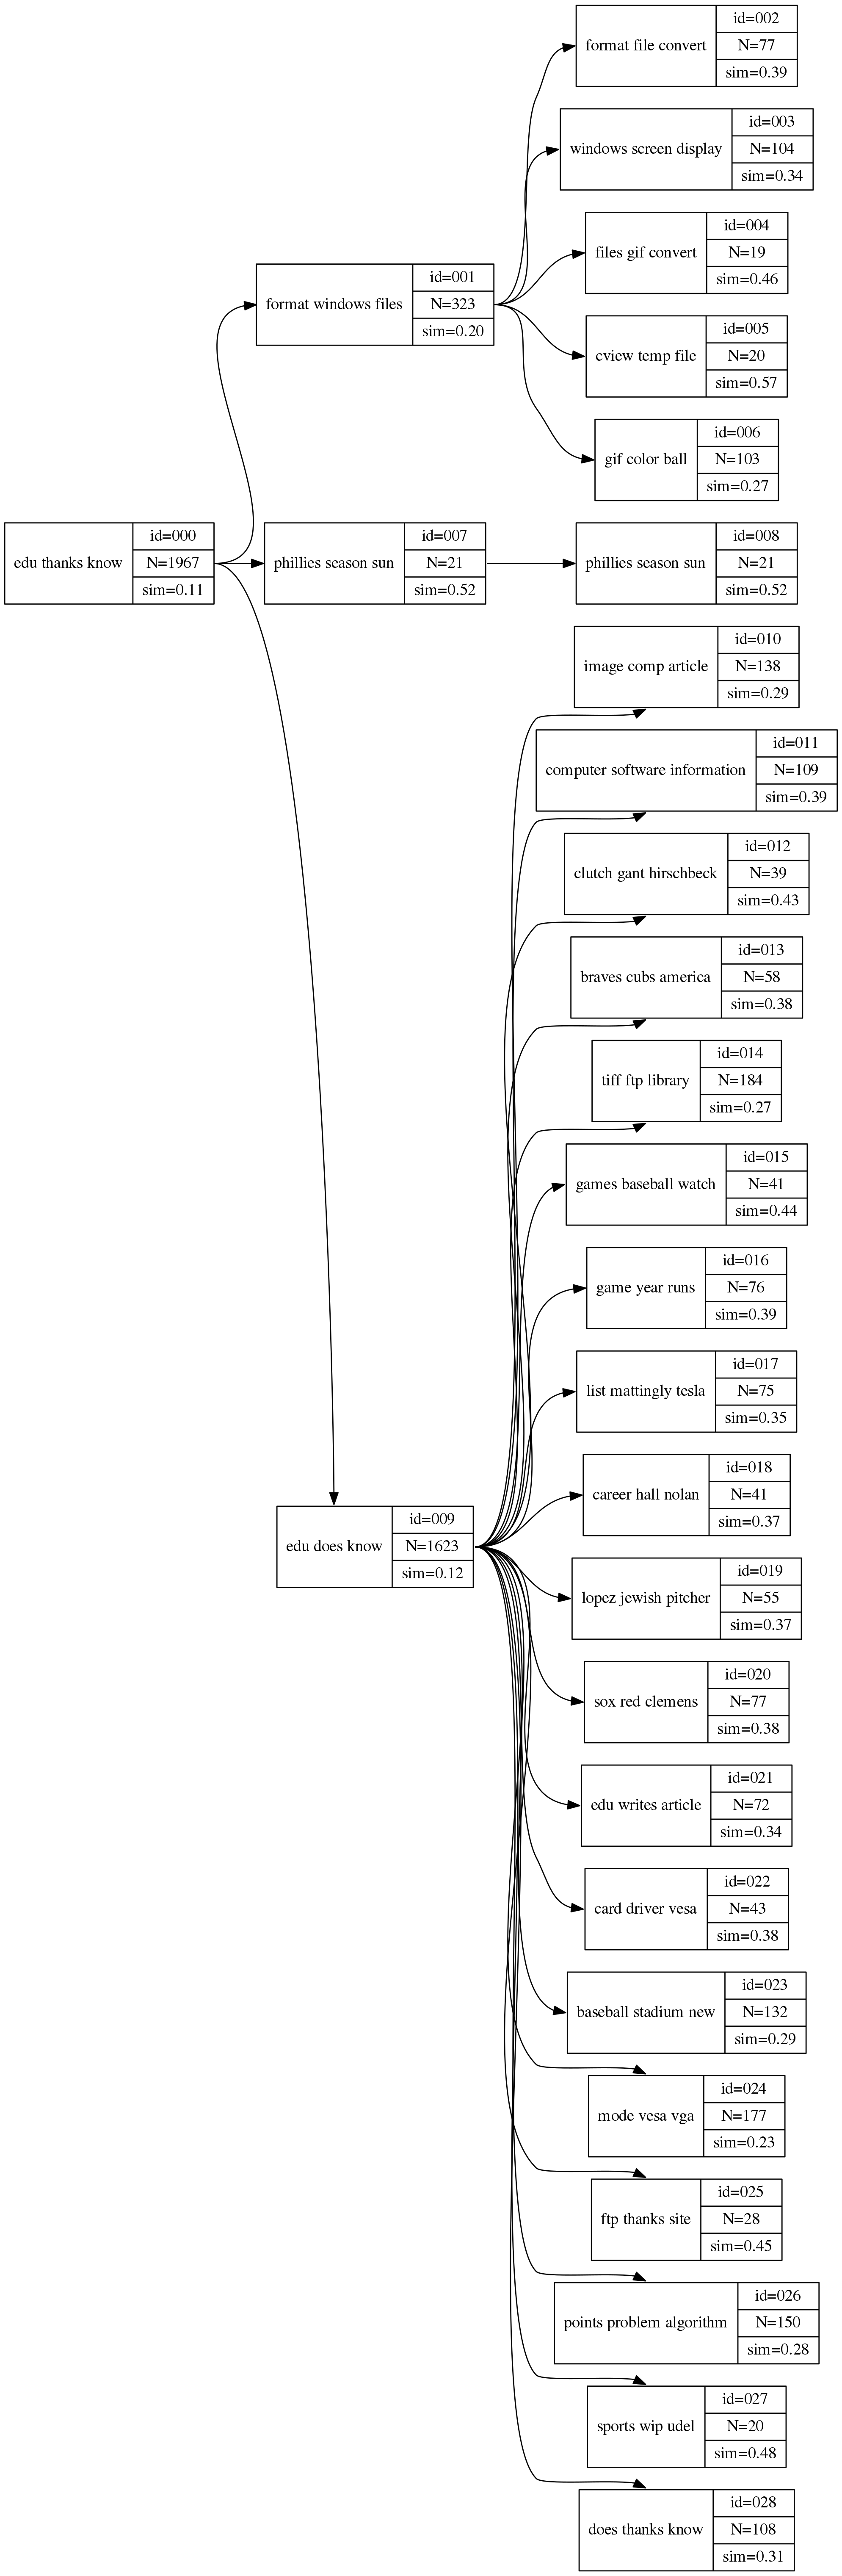 edu thanks know
id=000
N=1967
sim=0.11
format windows files
id=001
N=323
sim=0.20
format file convert
id=002
N=77
sim=0.39
windows screen display
id=003
N=104
sim=0.34
files gif convert
id=004
N=19
sim=0.46
cview temp file
id=005
N=20
sim=0.57
gif color ball
id=006
N=103
sim=0.27
phillies season sun
id=007
N=21
sim=0.52
phillies season sun
id=008
N=21
sim=0.52
edu does know
id=009
N=1623
sim=0.12
image comp article
id=010
N=138
sim=0.29
computer software information
id=011
N=109
sim=0.39
clutch gant hirschbeck
id=012
N=39
sim=0.43
braves cubs america
id=013
N=58
sim=0.38
tiff ftp library
id=014
N=184
sim=0.27
games baseball watch
id=015
N=41
sim=0.44
game year runs
id=016
N=76
sim=0.39
list mattingly tesla
id=017
N=75
sim=0.35
career hall nolan
id=018
N=41
sim=0.37
lopez jewish pitcher
id=019
N=55
sim=0.37
sox red clemens
id=020
N=77
sim=0.38
edu writes article
id=021
N=72
sim=0.34
card driver vesa
id=022
N=43
sim=0.38
baseball stadium new
id=023
N=132
sim=0.29
mode vesa vga
id=024
N=177
sim=0.23
ftp thanks site
id=025
N=28
sim=0.45
points problem algorithm
id=026
N=150
sim=0.28
sports wip udel
id=027
N=20
sim=0.48
does thanks know
id=028
N=108
sim=0.31